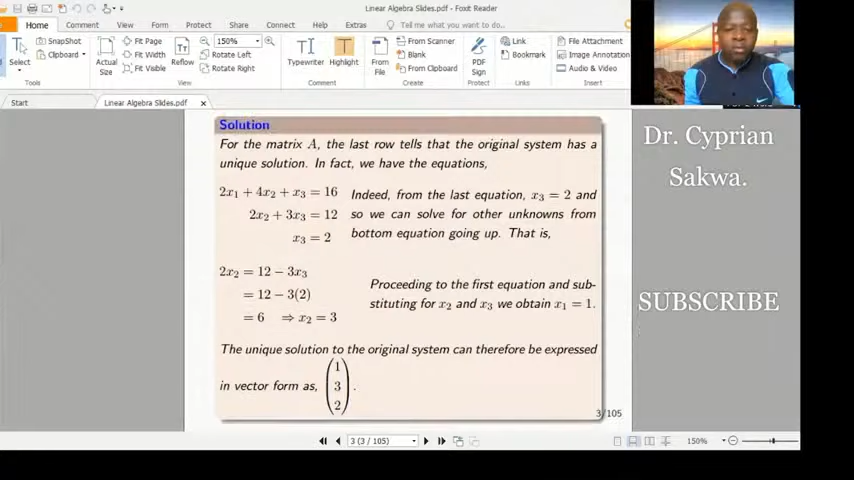 Linear Algebra Slides.pdf - Foxit Reader
Home Comment View Form Protect Share Connect Help Extras Tell me what you want to do...
SnapShot Fit Page 150% Link File Attachment
Select Clipboard Actual Size Fit Width Reflow Rotate Left Typewriter Highlight From File Blank PDF Sign Bookmark Image Annotation
Fit Visible Rotate Right From Scanner From Clipboard Audio & Video
Tools View Comment Create Protect Links Insert
Start Linear Algebra Slides.pdf
Solution
For the matrix A, the last row tells that the original system has a
unique solution. In fact, we have the equations,
2x₁ + 4x₂ + x₃ = 16
2x₂ + 3x₃ = 12
x₃ = 2
Indeed, from the last equation, x₃ = 2 and
so we can solve for other unknowns from
bottom equation going up. That is,
2x₂ = 12 − 3x₃
= 12 − 3(2)
= 6 ⇒ x₂ = 3
Proceeding to the first equation and sub-
stituting for x₂ and x₃ we obtain x₁ = 1.
The unique solution to the original system can therefore be expressed
in vector form as, (1 3 2).
3/105
3 (3 / 105)
150%
Dr. Cyprian
Sakwa.
SUBSCRIBE